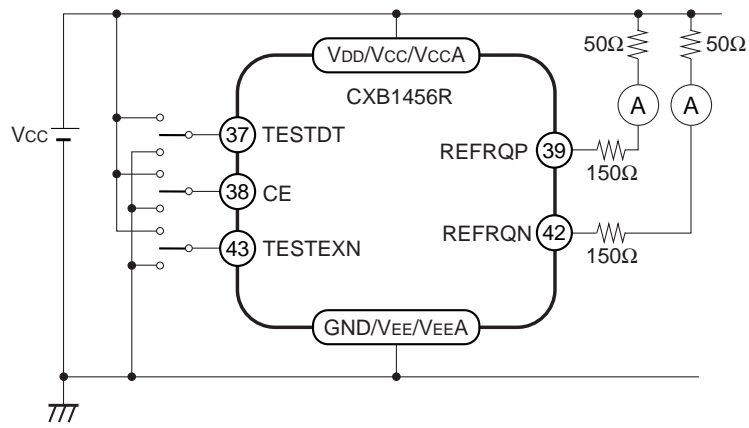 50Ω
50Ω
VDD/VCC/VCCA
CXB1456R
A
A
VCC
37 TESTDT
REFRQP 39
150Ω
38 CE
REFRQN 42
150Ω
43 TESTEXN
GND/VEE/VEEA